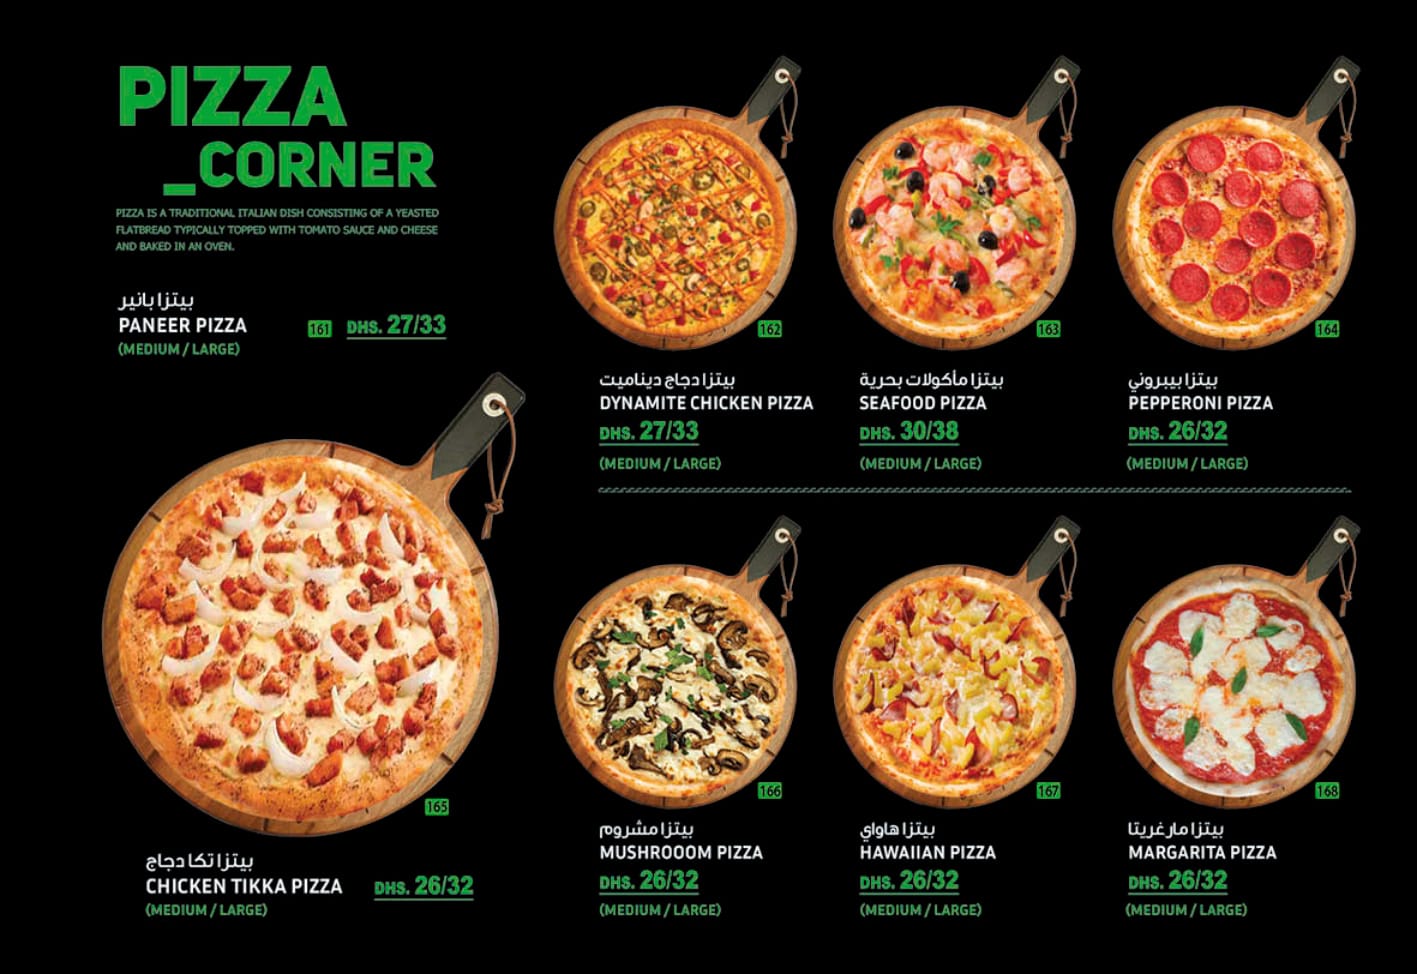 PIZZA
_CORNER
PIZZA IS A TRADITIONAL ITALIAN DISH CONSISTING OF A YEASTED
FLATBREAD TYPICALLY TOPPED WITH TOMATO SAUCE AND CHEESE
AND BAKED IN AN OVEN.
بيتزا بانير
PANEER PIZZA
161 DHS. 27/33
(MEDIUM / LARGE)
162
بيتزا دجاج ديناميت
DYNAMITE CHICKEN PIZZA
DHS. 27/33
(MEDIUM / LARGE)
163
بيتزا مأكولات بحرية
SEAFOOD PIZZA
DHS. 30/38
(MEDIUM / LARGE)
164
بيتزا بيبروني
PEPPERONI PIZZA
DHS. 26/32
(MEDIUM / LARGE)
165
بيتزا تكا دجاج
CHICKEN TIKKA PIZZA
DHS. 26/32
(MEDIUM / LARGE)
166
بيتزا مشروم
MUSHROOOM PIZZA
DHS. 26/32
(MEDIUM / LARGE)
167
بيتزا هاواي
HAWAIIAN PIZZA
DHS. 26/32
(MEDIUM / LARGE)
168
بيتزا مارغريتا
MARGARITA PIZZA
DHS. 26/32
(MEDIUM / LARGE)